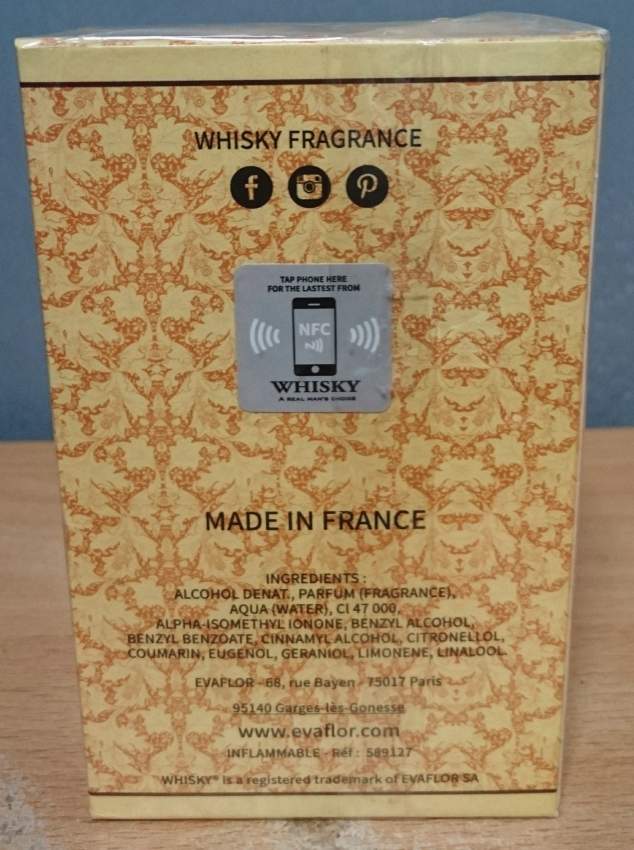 WHISKY FRAGRANCE
TAP PHONE HERE
FOR THE LASTEST FROM
NFC
N
WHISKY
A REAL MAN'S CHOICE
MADE IN FRANCE
INGREDIENTS :
ALCOHOL DENAT., PARFUM (FRAGRANCE),
AQUA (WATER), CI 47 000,
ALPHA-ISOMETHYL IONONE, BENZYL ALCOHOL,
BENZYL BENZOATE, CINNAMYL ALCOHOL, CITRONELLOL,
COUMARIN, EUGENOL, GERANIOL, LIMONENE, LINALOOL.
EVAFLOR - 68, rue Bayen - 75017 Paris
95140 Garges-lès-Gonesse
www.evaflor.com
INFLAMMABLE - Réf : 589127
WHISKY® is a registered trademark of EVAFLOR SA